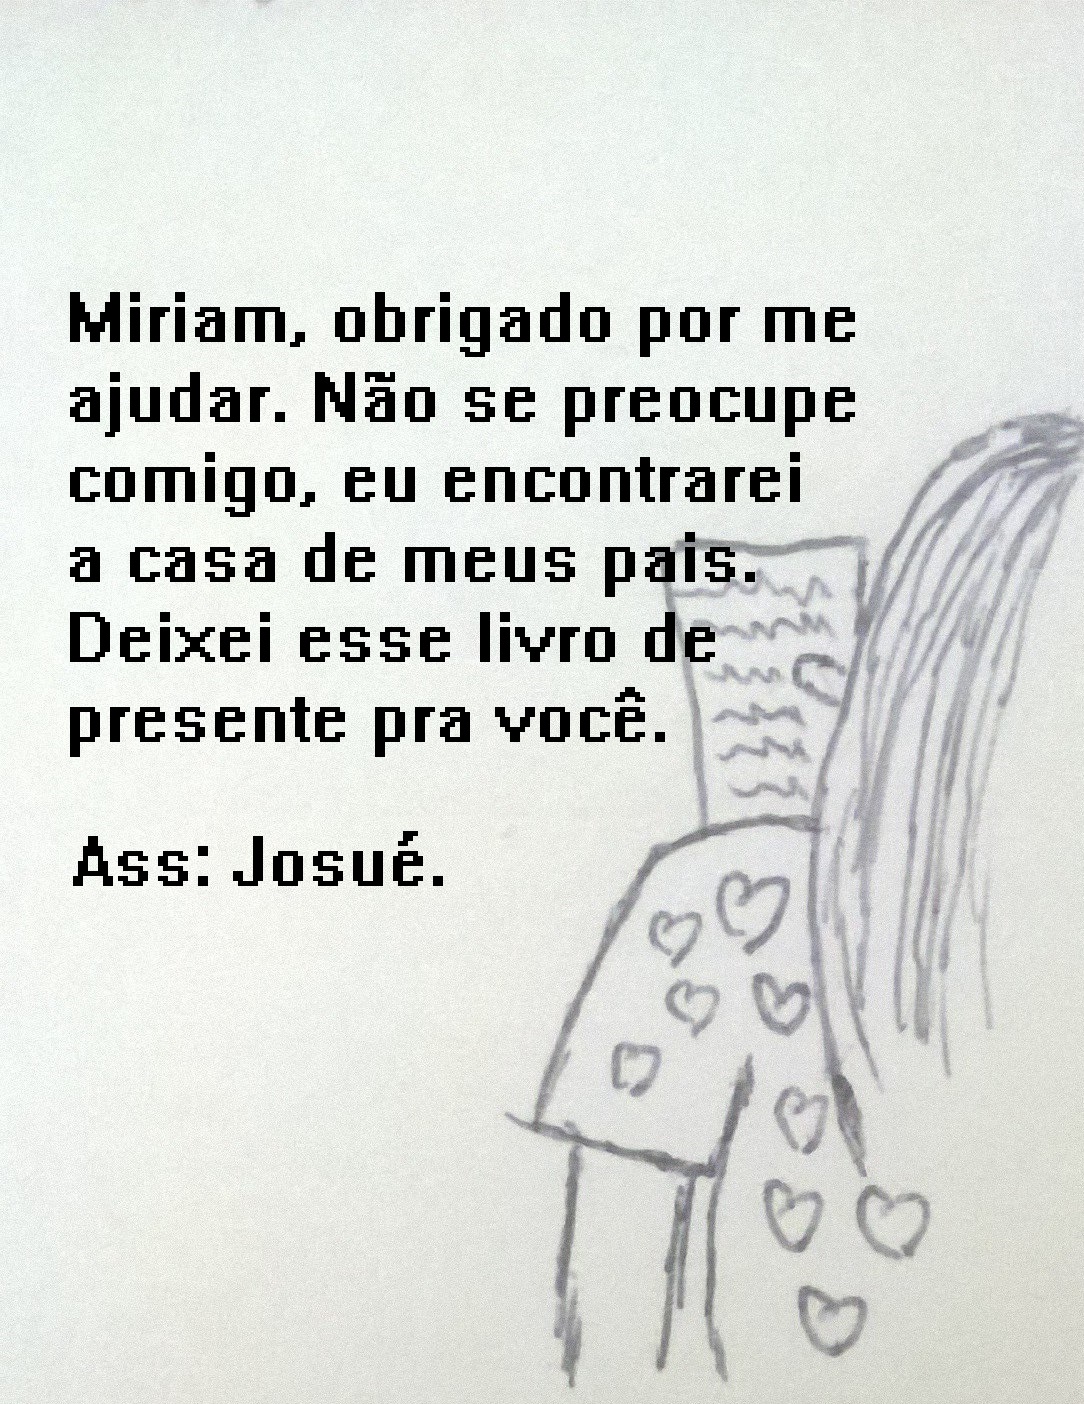 Miriam, obrigado por me
ajudar. Não se preocupe
comigo, eu encontrarei
a casa de meus pais.
Deixei esse livro de
presente pra você.
Ass: Josué.